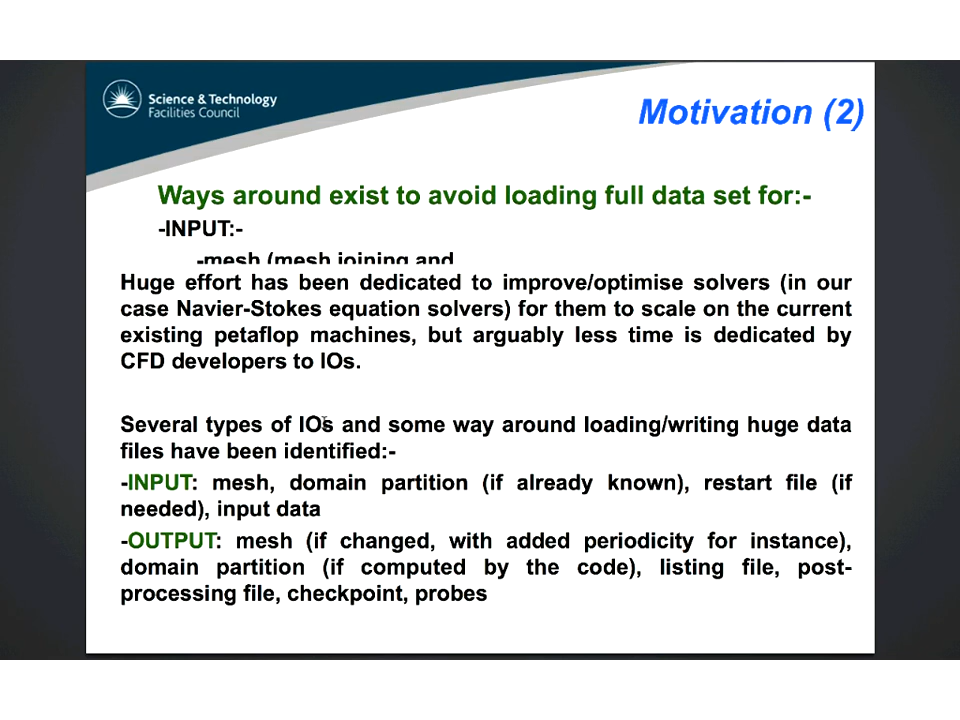 Science & Technology
Facilities Council
Motivation (2)
Ways around exist to avoid loading full data set for:-
-INPUT:-
-mesh (mesh joining and
Huge effort has been dedicated to improve/optimise solvers (in our
case Navier-Stokes equation solvers) for them to scale on the current
existing petaflop machines, but arguably less time is dedicated by
CFD developers to IOs.
Several types of IOs and some way around loading/writing huge data
files have been identified:-
-INPUT: mesh, domain partition (if already known), restart file (if
needed), input data
-OUTPUT: mesh (if changed, with added periodicity for instance),
domain partition (if computed by the code), listing file, post-
processing file, checkpoint, probes